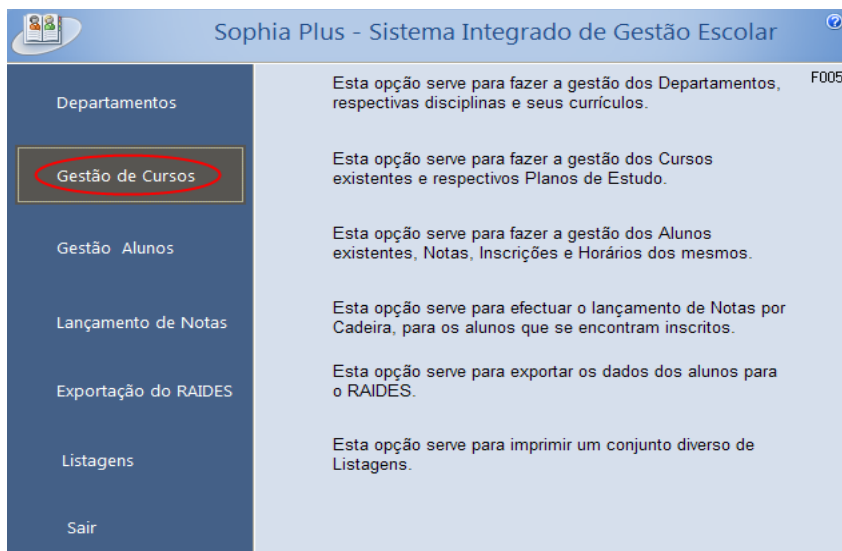 Sophia Plus - Sistema Integrado de Gestão Escolar
Departamentos
Esta opção serve para fazer a gestão dos Departamentos,
respectivas disciplinas e seus currículos.
F005
Gestão de Cursos
Esta opção serve para fazer a gestão dos Cursos
existentes e respectivos Planos de Estudo.
Gestão Alunos
Esta opção serve para fazer a gestão dos Alunos
existentes, Notas, Inscrições e Horários dos mesmos.
Lançamento de Notas
Esta opção serve para efectuar o lançamento de Notas por
Cadeira, para os alunos que se encontram inscritos.
Exportação do RAIDES
Esta opção serve para exportar os dados dos alunos para
o RAIDES.
Listagens
Esta opção serve para imprimir um conjunto diverso de
Listagens.
Sair